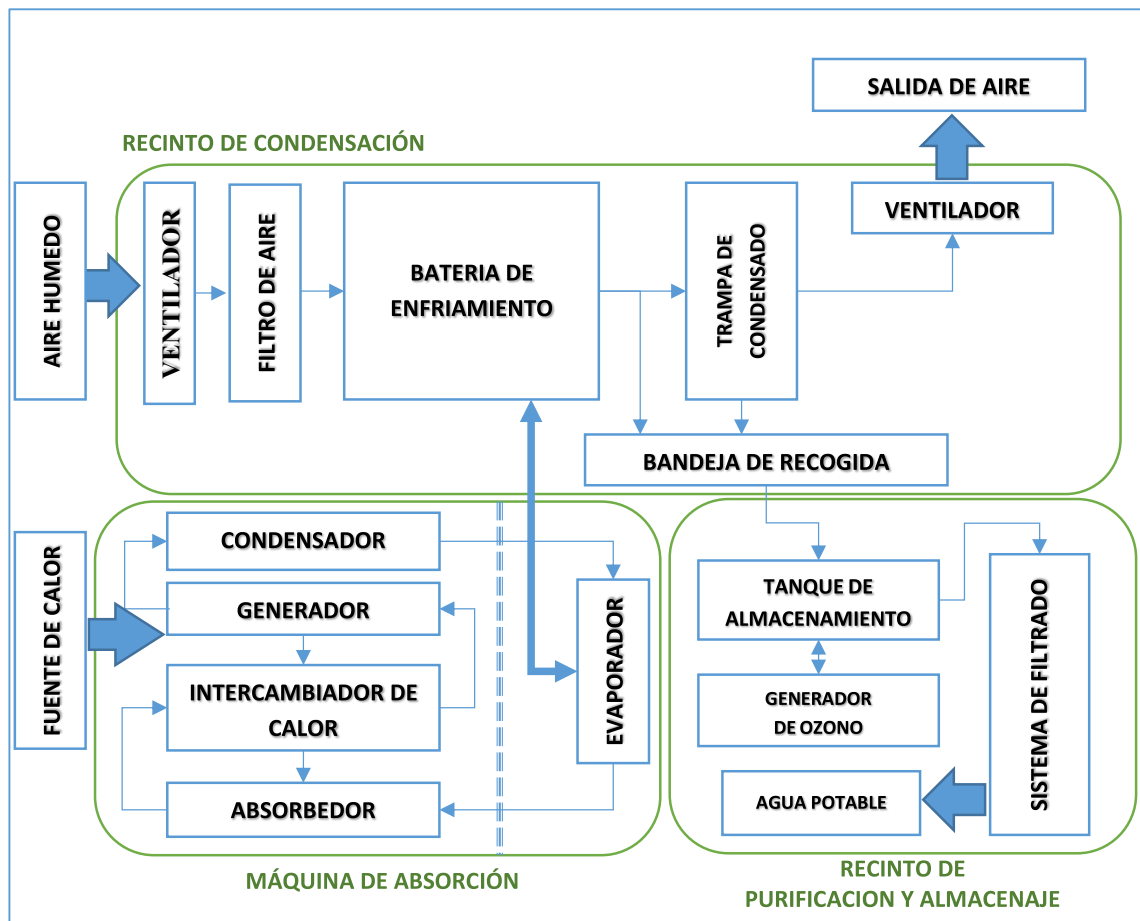 SALIDA DE AIRE
RECINTO DE CONDENSACIÓN
AIRE HUMEDO
VENTILADOR
FILTRO DE AIRE
BATERIA DE
ENFRIAMIENTO
TRAMPA DE
CONDENSADO
VENTILADOR
BANDEJA DE RECOGIDA
FUENTE DE CALOR
CONDENSADOR
GENERADOR
INTERCAMBIADOR DE
CALOR
ABSORBEDOR
EVAPORADOR
MÁQUINA DE ABSORCIÓN
TANQUE DE
ALMACENAMIENTO
GENERADOR
DE OZONO
AGUA POTABLE
SISTEMA DE FILTRADO
RECINTO DE
PURIFICACION Y ALMACENAJE